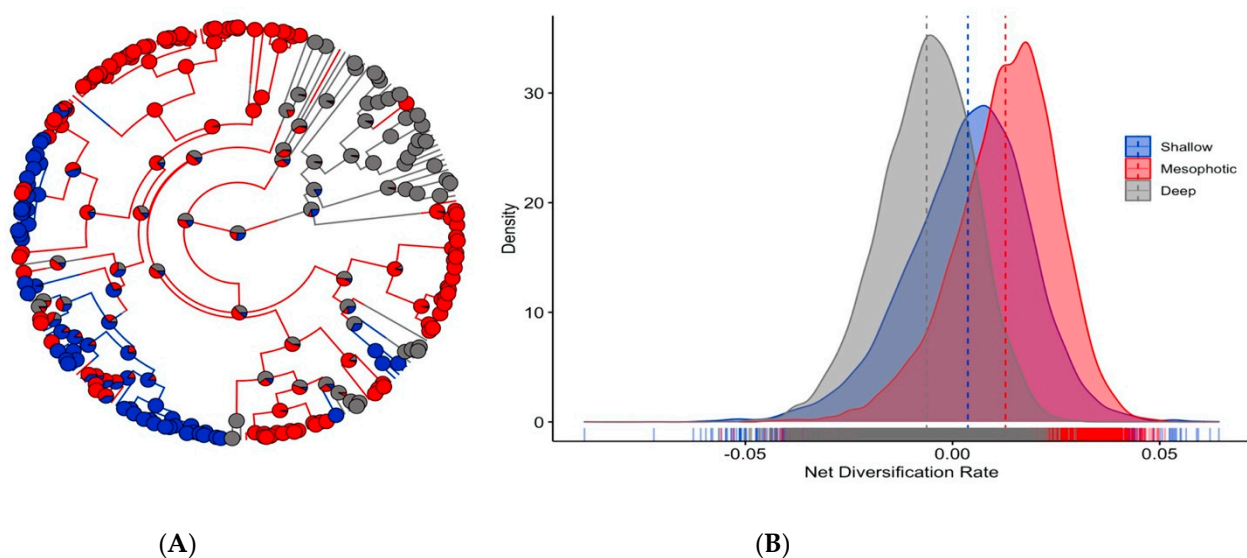 30
20
10
0
Density
-0.05
0.00
0.05
Net Diversification Rate
Shallow
Mesophotic
Deep
(A)
(B)